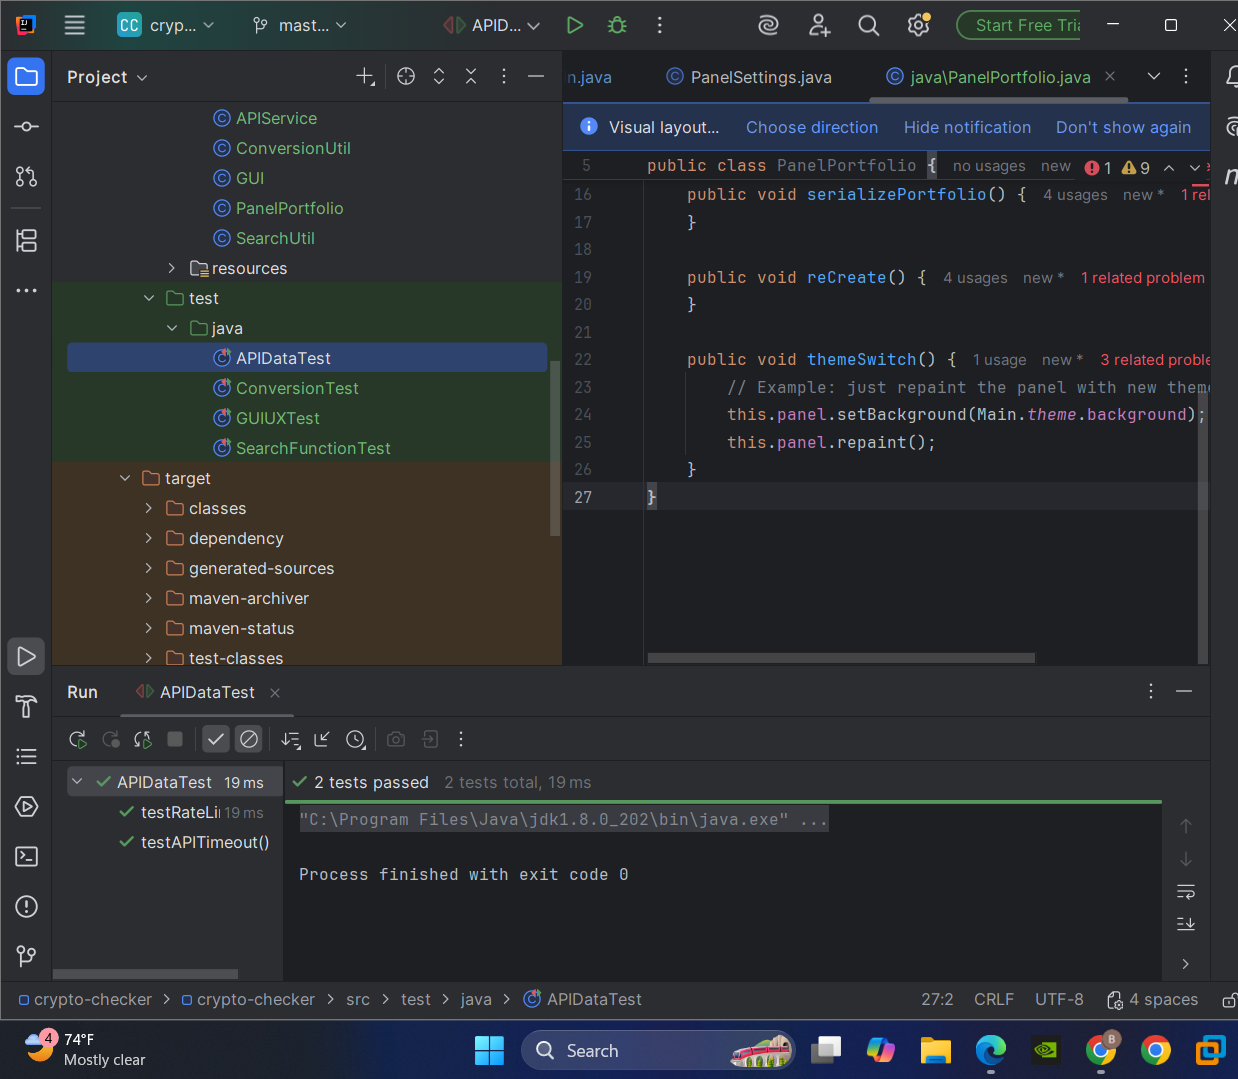 CC cryp... mast... APID... Start Free Tria
Project
n.java PanelSettings.java java\PanelPortfolio.java
Visual layout... Choose direction Hide notification Don't show again
APIService
ConversionUtil
GUI
PanelPortfolio
SearchUtil
resources
test
java
APIDataTest
ConversionTest
GUIUXTest
SearchFunctionTest
target
classes
dependency
generated-sources
maven-archiver
maven-status
test-classes
5 public class PanelPortfolio { no usages new 1 9
16 public void serializePortfolio() { 4 usages new * 1 rel
17 }
18
19 public void reCreate() { 4 usages new * 1 related problem
20 }
21
22 public void themeSwitch() { 1 usage new * 3 related proble
23 // Example: just repaint the panel with new theme
24 this.panel.setBackground(Main.theme.background);
25 this.panel.repaint();
26 }
27 }
Run APIDataTest
APIDataTest 19 ms
testRateLi 19 ms
testAPITimeout()
2 tests passed 2 tests total, 19 ms
"C:\Program Files\Java\jdk1.8.0_202\bin\java.exe" ...
Process finished with exit code 0
crypto-checker > crypto-checker > src > test > java > APIDataTest 27:2 CRLF UTF-8 4 spaces
4 74°F
Mostly clear
Search
B